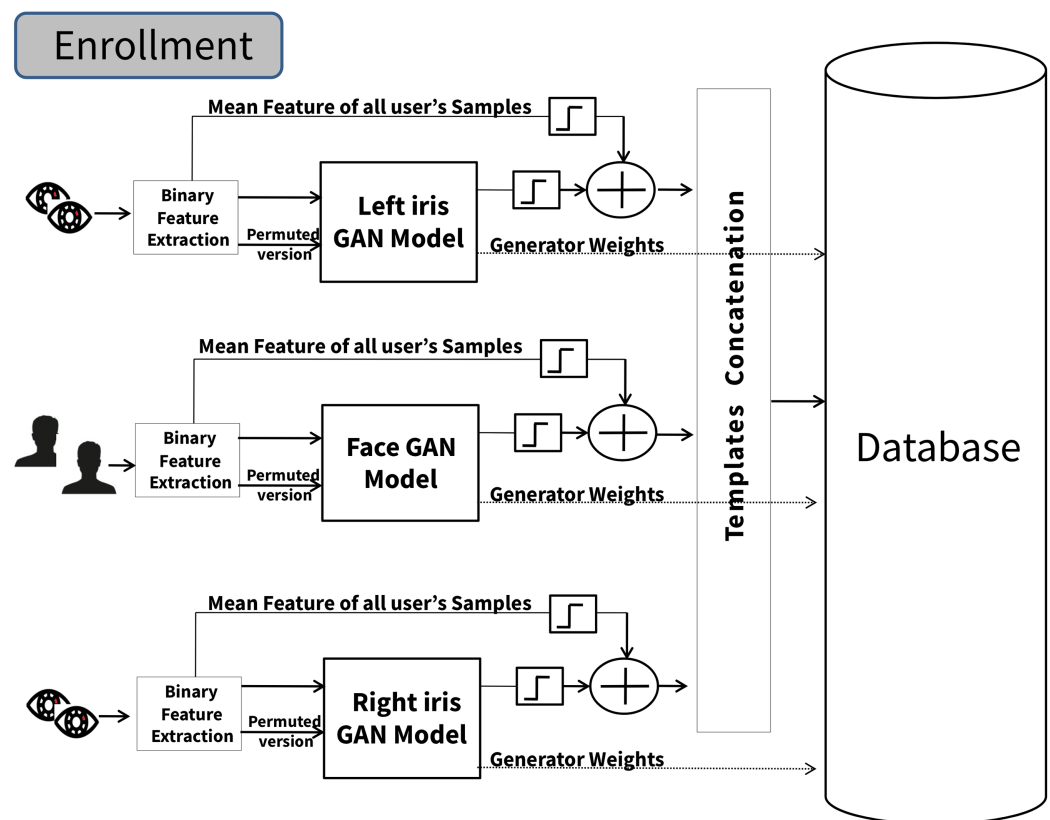 Enrollment
Mean Feature of all user's Samples
Binary
Feature
Extraction
Permuted
version
Left iris
GAN Model
Generator Weights
Mean Feature of all user's Samples
Binary
Feature
Extraction
Permuted
version
Face GAN
Model
Generator Weights
Mean Feature of all user's Samples
Binary
Feature
Extraction
Permuted
version
Right iris
GAN Model
Generator Weights
Templates Concatenation
Database